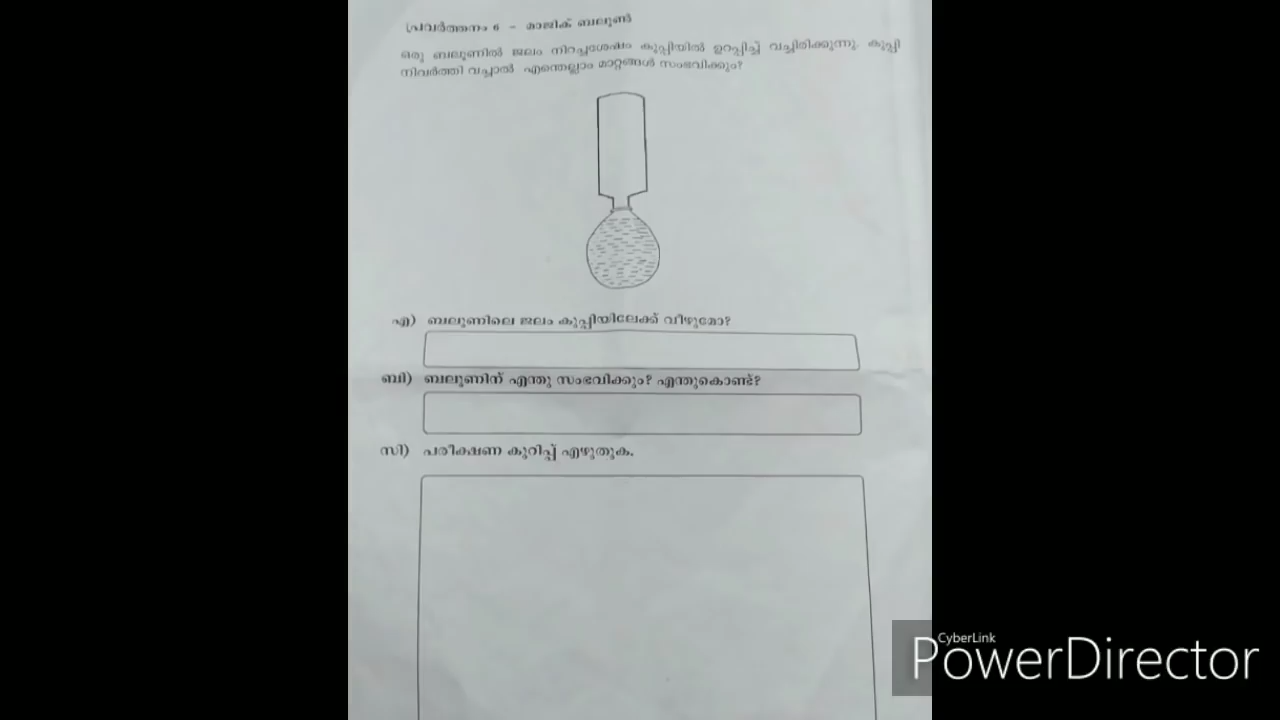 പ്രവർത്തനം 6 - മാജിക് ബലൂൺ
ഒരു ബലൂണിൽ ജലം നിറച്ചശേഷം കുപ്പിയിൽ ഉറപ്പിച്ച് വച്ചിരിക്കുന്നു. കുപ്പി
നിവർത്തി വച്ചാൽ എന്തെല്ലാം മാറ്റങ്ങൾ സംഭവിക്കും?
എ) ബലൂണിലെ ജലം കുപ്പിയിലേക്ക് വീഴുമോ?
ബി) ബലൂണിന് എന്തു സംഭവിക്കും? എന്തുകൊണ്ട്?
സി) പരീക്ഷണ കുറിപ്പ് എഴുതുക.
CyberLink
PowerDirector